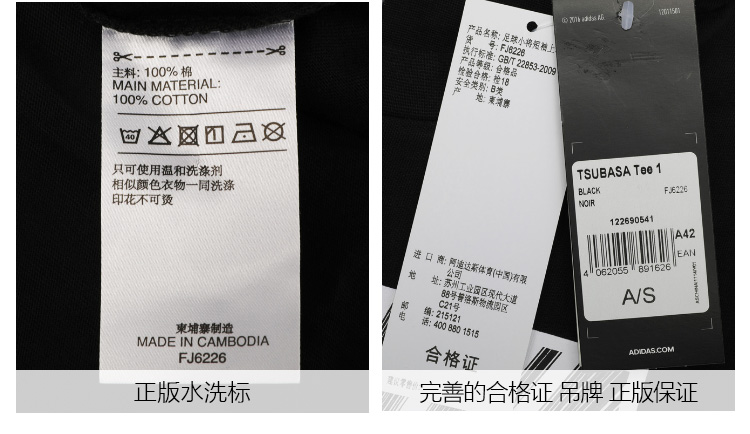 主料: 100% 棉
MAIN MATERIAL:
100% COTTON
40
只可使用温和洗涤剂
相似颜色衣物一同洗涤
印花不可烫
柬埔寨制造
MADE IN CAMBODIA
FJ6226
正版水洗标
产品名称: 足球小将短袖上
货 号: FJ6226
执行标准: GB/T 22853-2009
产品等级: 合格品
检验合格: 检18
安全类别: B类
产 地: 柬埔寨
进 口 商: 阿迪达斯体育(中国)有限
公司
地 址: 苏州工业园区现代大道
88号普洛斯物流园区
C21号
邮 编: 215121
电 话: 400 880 1515
合格证
(c) 2016 adidas AG
12011581
TSUBASA Tee 1
BLACK
FJ6226
NOIR
122690541
A42
EAN
4 062055 891626
A/S
ADIDAS.COM
完善的合格证 吊牌 正版保证